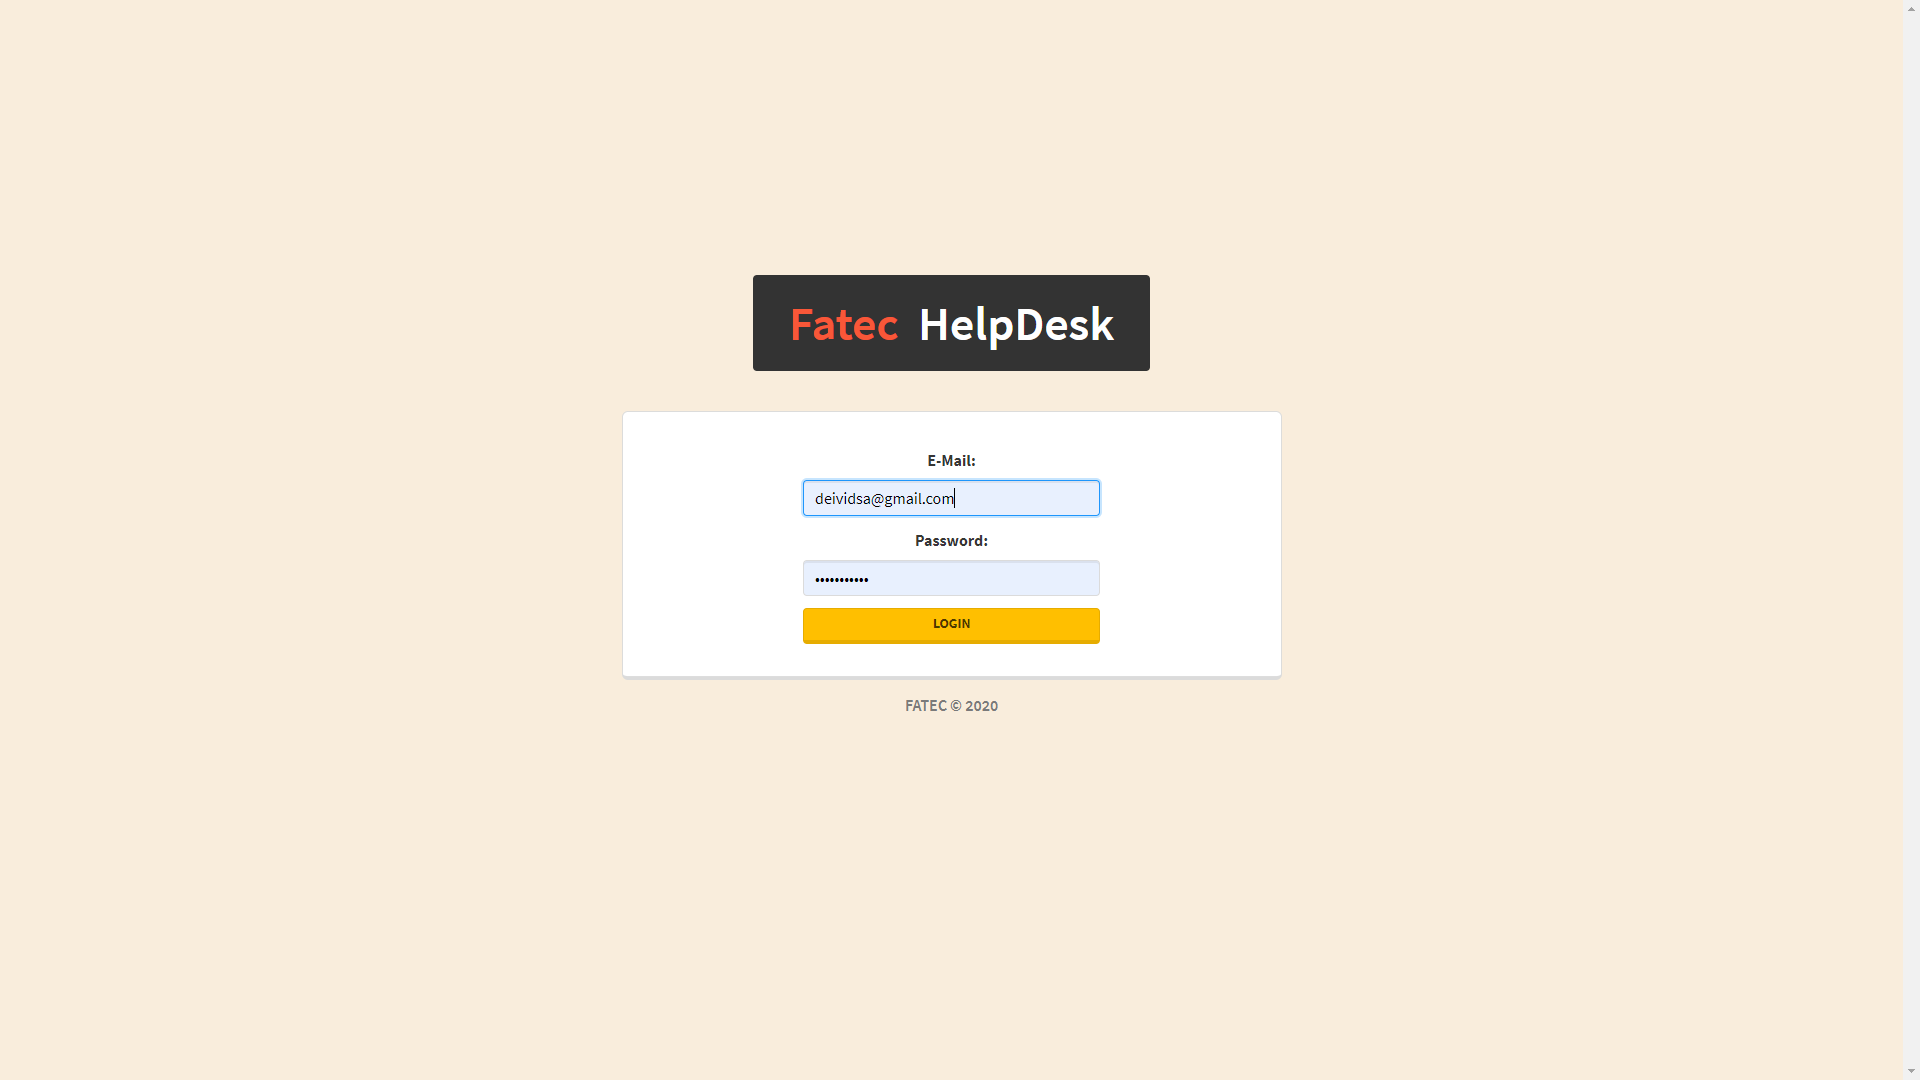 Fatec HelpDesk
E-Mail:
deividsa@gmail.com
Password:
•••••••••••
LOGIN
FATEC © 2020